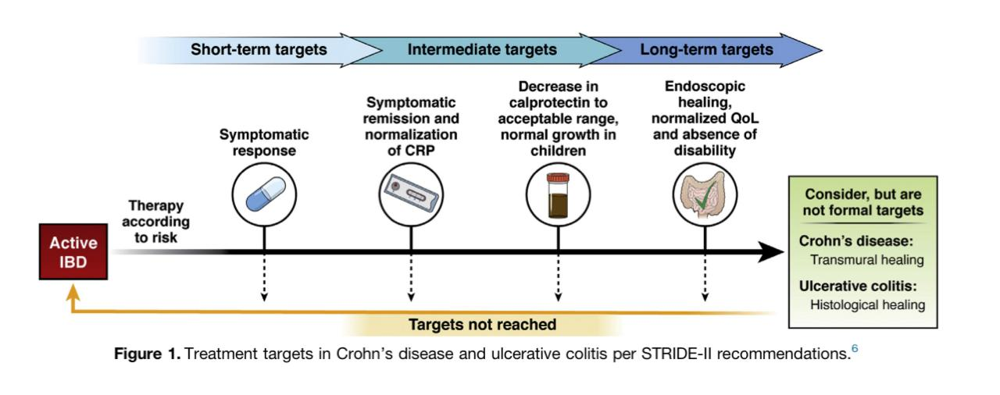 Short-term targets
Intermediate targets
Long-term targets
Symptomatic
response
Symptomatic
remission and
normalization
of CRP
Decrease in
calprotectin to
acceptable range,
normal growth in
children
Endoscopic
healing,
normalized QoL
and absence of
disability
Therapy
according
to risk
Active
IBD
Consider, but are
not formal targets
Crohn’s disease:
Transmural healing
Ulcerative colitis:
Histological healing
Targets not reached
Figure 1. Treatment targets in Crohn’s disease and ulcerative colitis per STRIDE-II recommendations.6